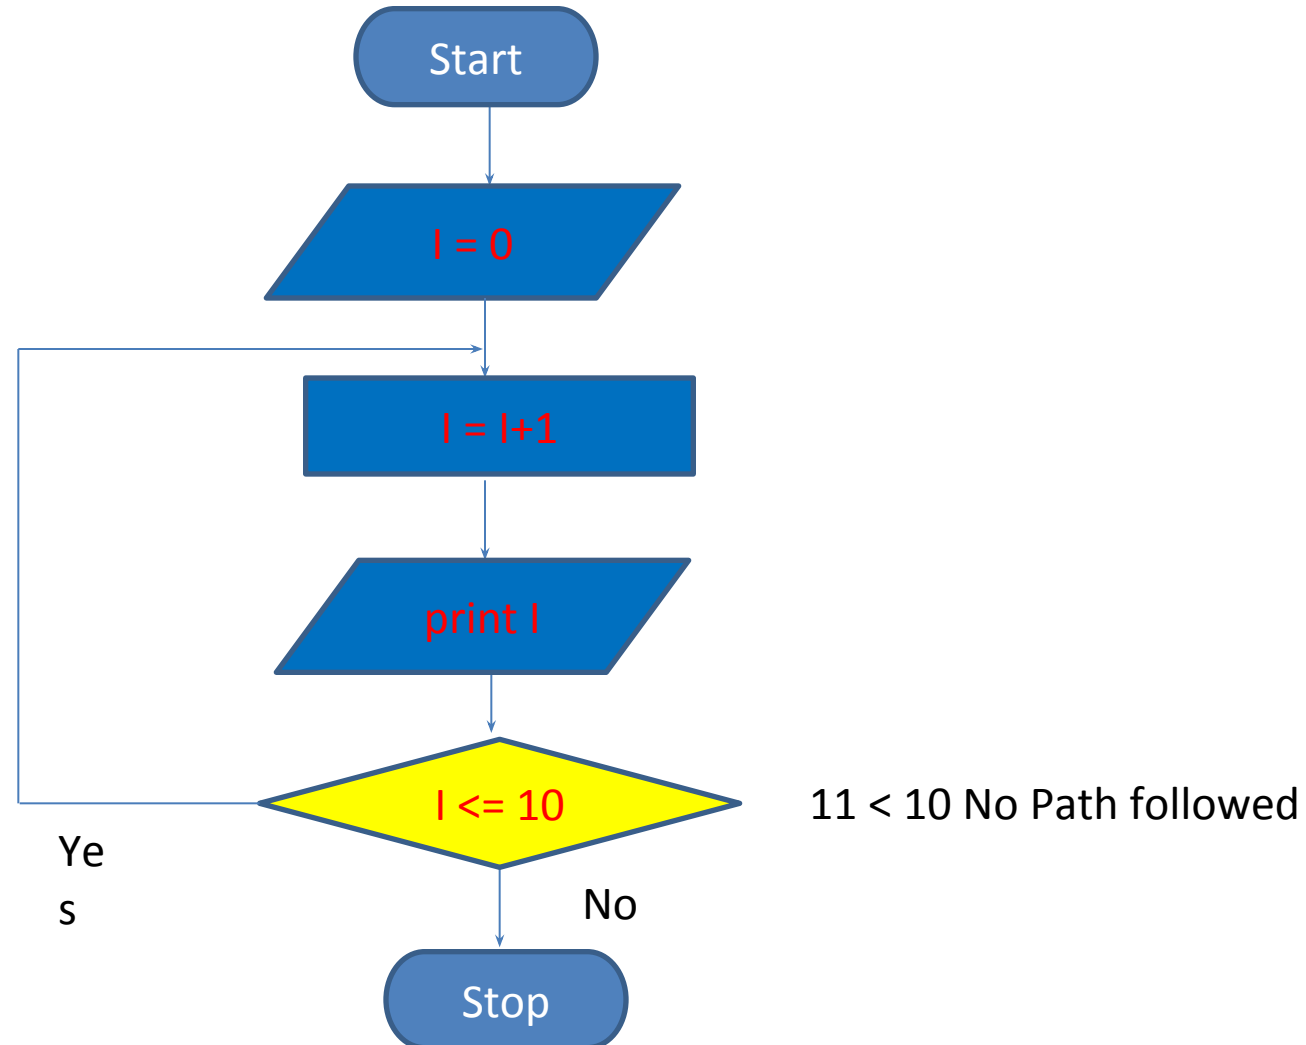 Start
I = 0
I = I+1
print I
I <= 10
11 < 10 No Path followed
Ye
s
No
Stop